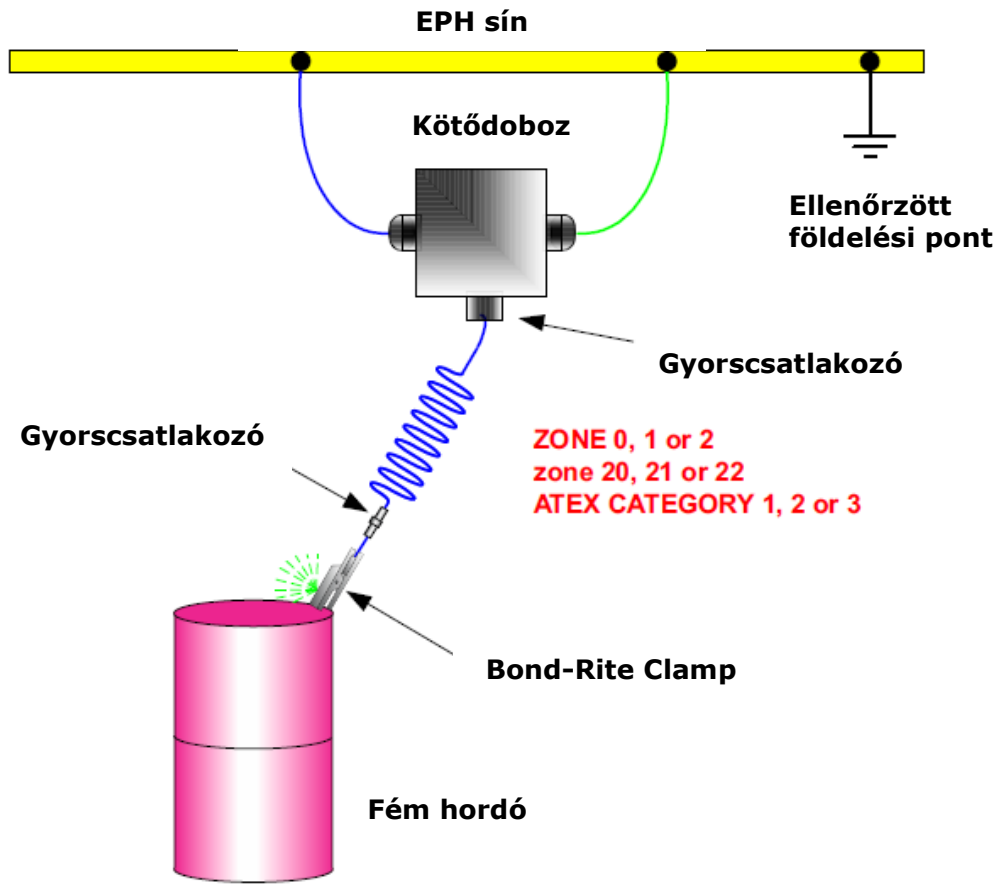 EPH sín
Kötődoboz
Ellenőrzött
földelési pont
Gyorscsatlakozó
Gyorscsatlakozó
ZONE 0, 1 or 2
zone 20, 21 or 22
ATEX CATEGORY 1, 2 or 3
Bond-Rite Clamp
Fém hordó